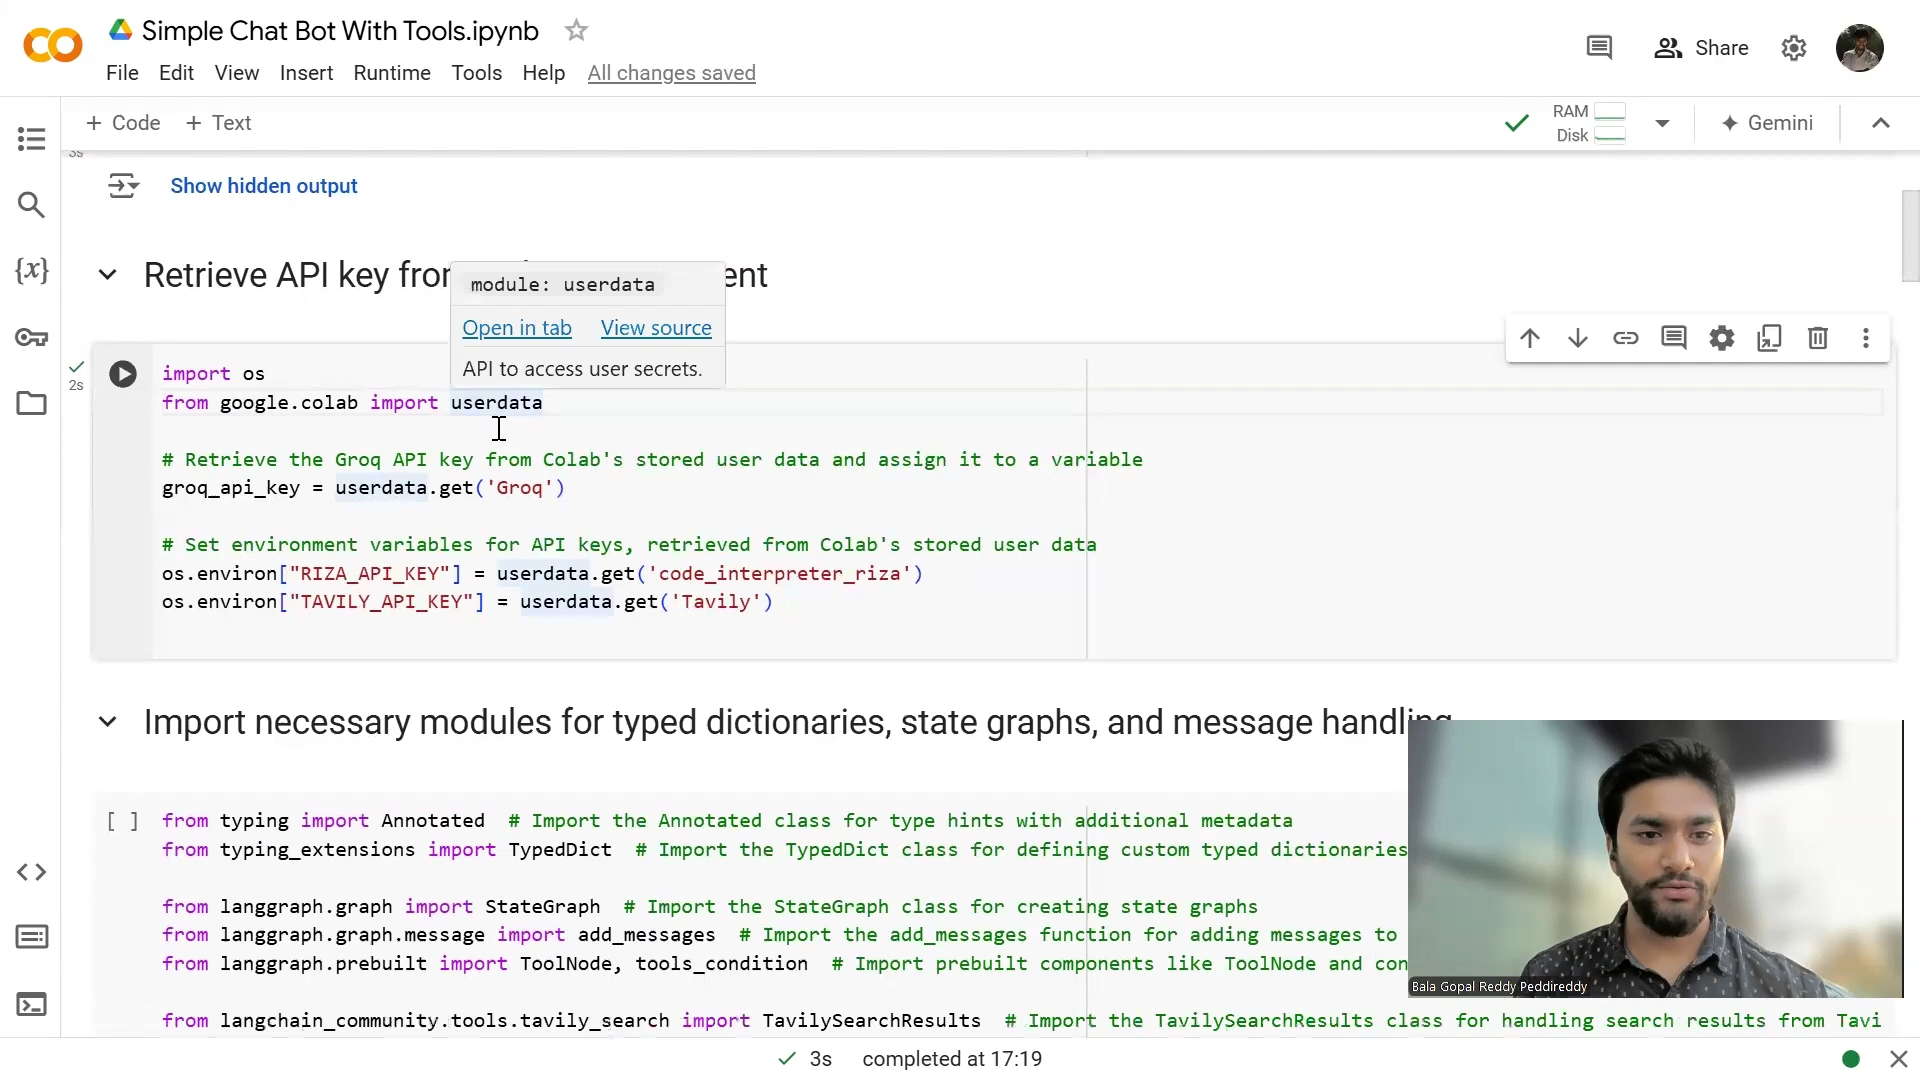 Simple Chat Bot With Tools.ipynb
File Edit View Insert Runtime Tools Help All changes saved
Share
+ Code + Text
RAM
Disk
Gemini
3s
Show hidden output
Retrieve API key from
ent
module: userdata
Open in tab View source
API to access user secrets.
2s
import os
from google.colab import userdata
# Retrieve the Groq API key from Colab's stored user data and assign it to a variable
groq_api_key = userdata.get('Groq')
# Set environment variables for API keys, retrieved from Colab's stored user data
os.environ["RIZA_API_KEY"] = userdata.get('code_interpreter_riza')
os.environ["TAVILY_API_KEY"] = userdata.get('Tavily')
Import necessary modules for typed dictionaries, state graphs, and message handling
[ ] from typing import Annotated # Import the Annotated class for type hints with additional metadata
from typing_extensions import TypedDict # Import the TypedDict class for defining custom typed dictionaries
from langgraph.graph import StateGraph # Import the StateGraph class for creating state graphs
from langgraph.graph.message import add_messages # Import the add_messages function for adding messages to
from langgraph.prebuilt import ToolNode, tools_condition # Import prebuilt components like ToolNode and con
from langchain_community.tools.tavily_search import TavilySearchResults # Import the TavilySearchResults class for handling search results from Tavi
Bala Gopal Reddy Peddireddy
3s completed at 17:19